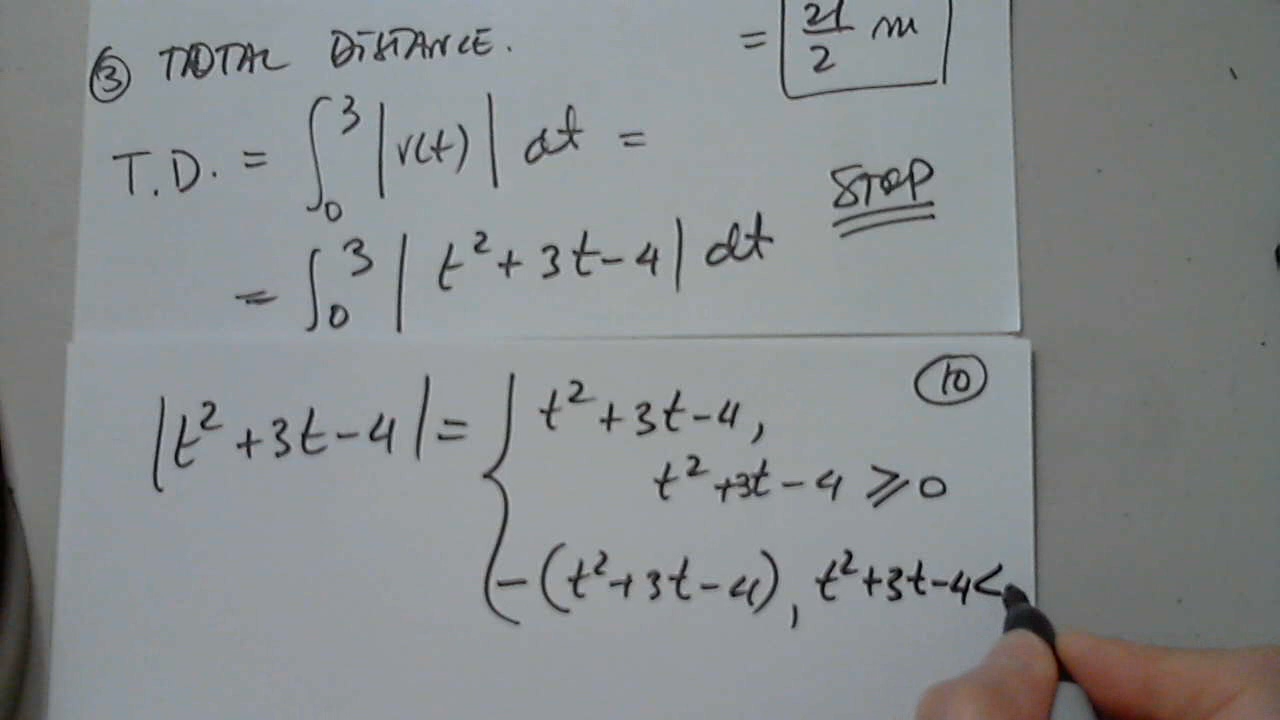 ③ TOTAL DISTANCE.
= 21/2 m
T.D. = ∫₀³ |v(t)| dt =
STOP
= ∫₀³ | t² + 3t - 4 | dt
⑩
|t² + 3t - 4| = { t² + 3t - 4,
t² + 3t - 4 ⩾ 0
- (t² + 3t - 4), t² + 3t - 4 <